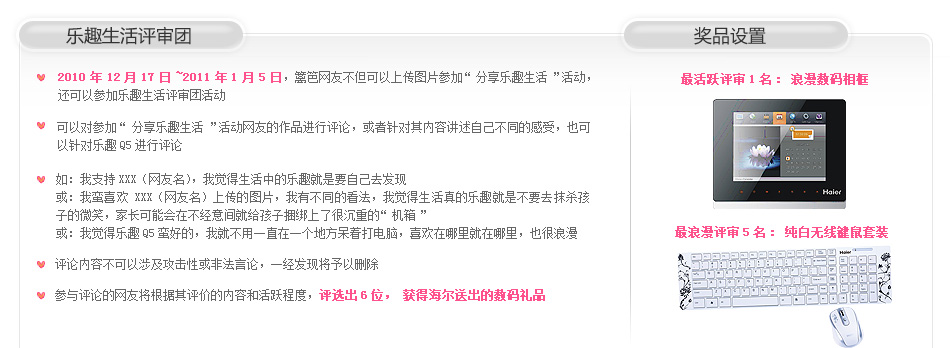 乐趣生活评审团
2010 年 12 月 17 日 ~2011 年 1 月 5 日，篱笆网友不但可以上传图片参加“ 分享乐趣生活 ”活动，
还可以参加乐趣生活评审团活动
可以对参加“ 分享乐趣生活 ”活动网友的作品进行评论，或者针对其内容讲述自己不同的感受，也可
以针对乐趣 Q5 进行评论
如：我支持 XXX（网友名），我觉得生活中的乐趣就是要自己去发现
或：我蛮喜欢 XXX（网友名）上传的图片，我有不同的看法，我觉得生活真的乐趣就是不要去抹杀孩
子的微笑，家长可能会在不经意间就给孩子捆绑上了很沉重的“ 机箱 ”
或：我觉得乐趣 Q5 蛮好的，我就不用一直在一个地方呆着打电脑，喜欢在哪里就在哪里，也很浪漫
评论内容不可以涉及攻击性或非法言论，一经发现将予以删除
参与评论的网友将根据其评价的内容和活跃程度，评选出 6 位， 获得海尔送出的数码礼品
奖品设置
最活跃评审 1 名： 浪漫数码相框
Haier
最浪漫评审 5 名： 纯白无线键鼠套装
Haier